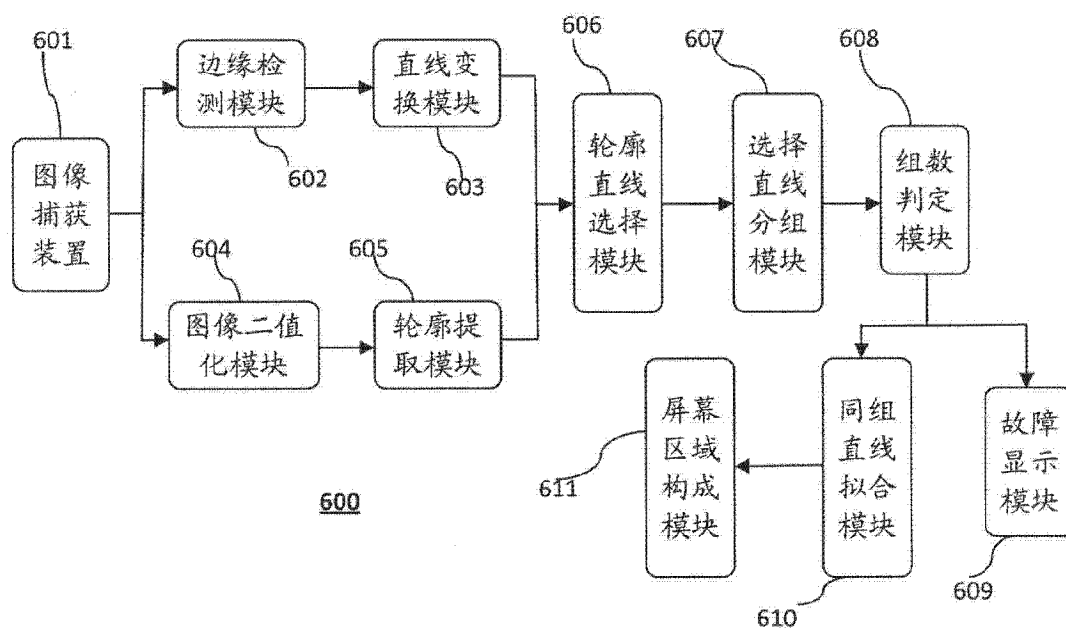 601
图像
捕获
装置
边缘检
测模块
602
直线变
换模块
603
604
图像二值
化模块
605
轮廓提
取模块
606
轮廓
直线
选择
模块
607
选择
直线
分组
模块
608
组数
判定
模块
故障
显示
模块
609
同组
直线
拟合
模块
610
屏幕
区域
构成
模块
611
600